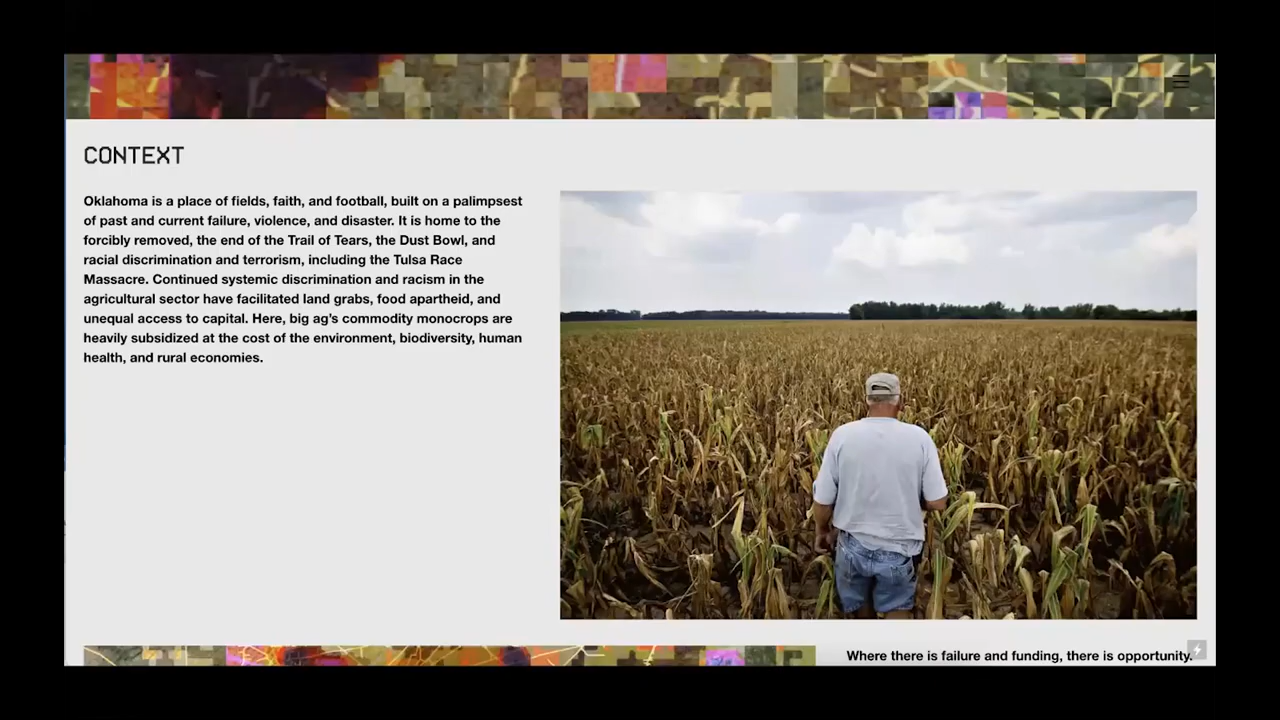 CONTEXT
Oklahoma is a place of fields, faith, and football, built on a palimpsest
of past and current failure, violence, and disaster. It is home to the
forcibly removed, the end of the Trail of Tears, the Dust Bowl, and
racial discrimination and terrorism, including the Tulsa Race
Massacre. Continued systemic discrimination and racism in the
agricultural sector have facilitated land grabs, food apartheid, and
unequal access to capital. Here, big ag’s commodity monocrops are
heavily subsidized at the cost of the environment, biodiversity, human
health, and rural economies.
Where there is failure and funding, there is opportunity.